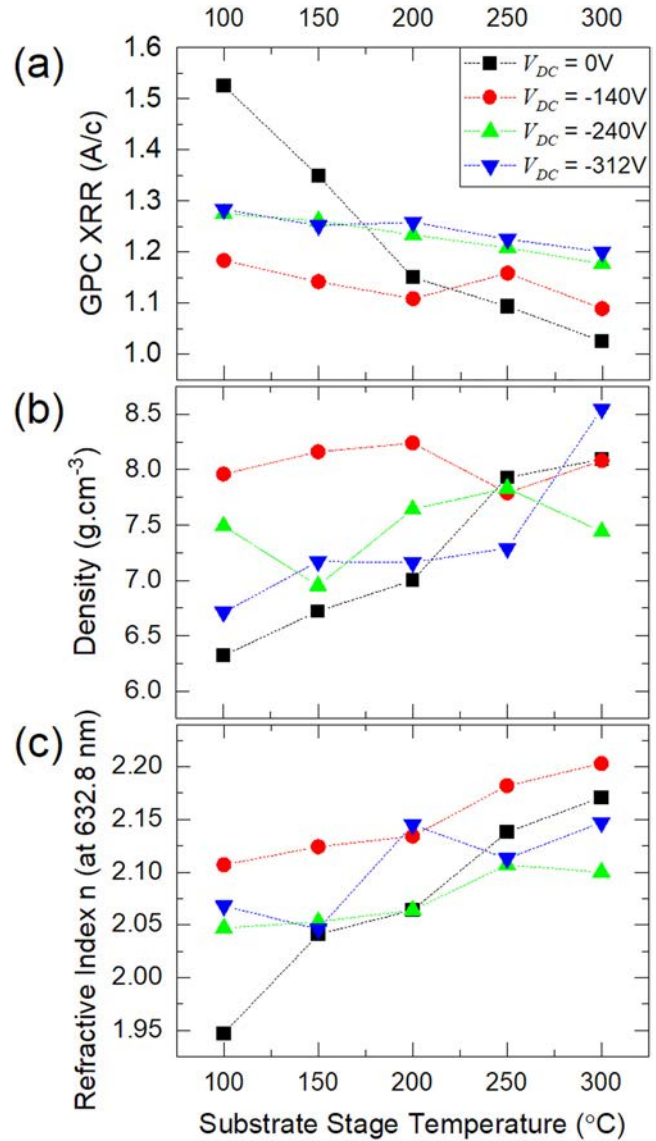 100 150 200 250 300
(a)
GPC XRR (A/c)
1.6
1.5
1.4
1.3
1.2
1.1
1.0
V_DC = 0V
V_DC = -140V
V_DC = -240V
V_DC = -312V
(b)
Density (g.cm⁻³)
8.5
8.0
7.5
7.0
6.5
6.0
(c)
Refractive Index n (at 632.8 nm)
2.20
2.15
2.10
2.05
2.00
1.95
100 150 200 250 300
Substrate Stage Temperature (°C)